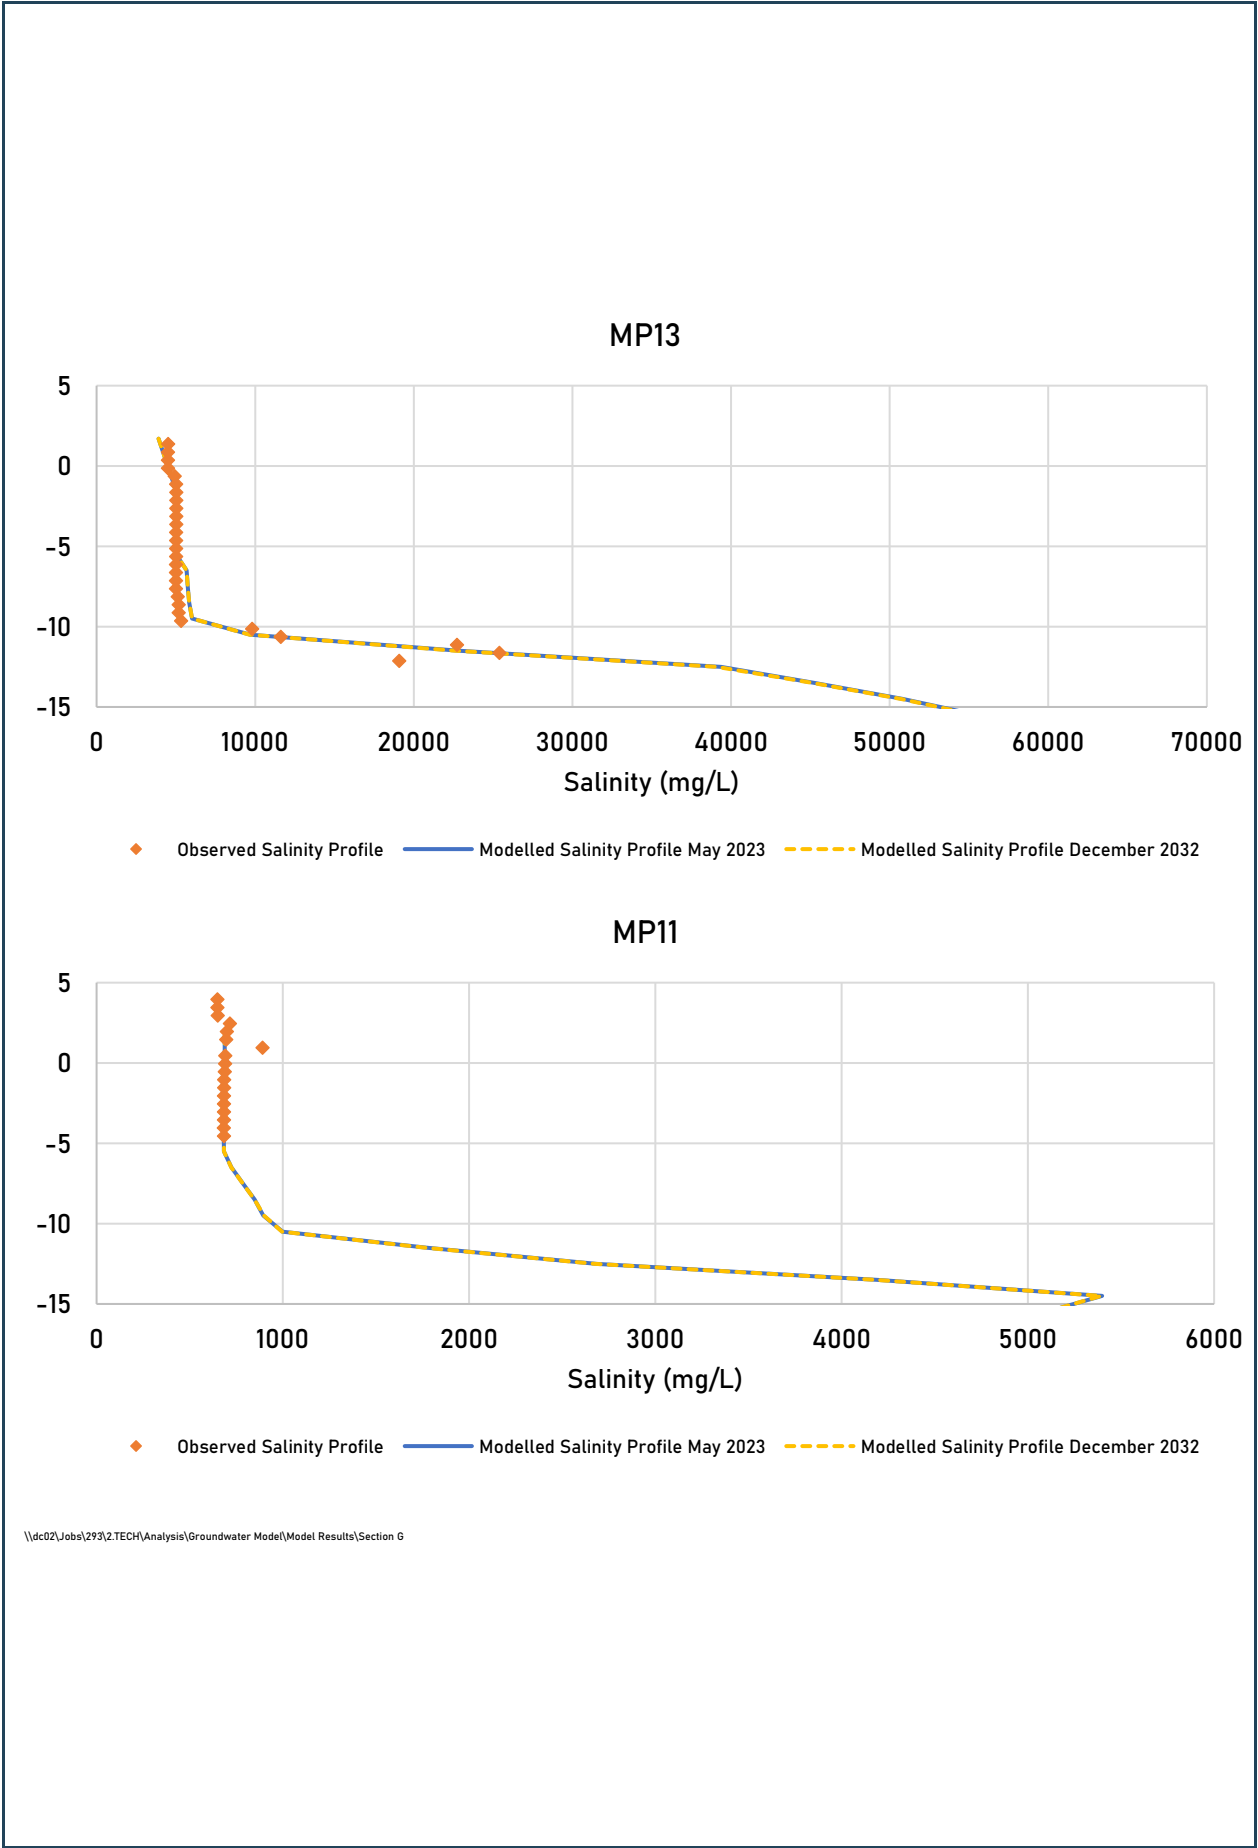 MP13
5
0
-5
-10
-15
0 10000 20000 30000 40000 50000 60000 70000
Salinity (mg/L)
Observed Salinity Profile Modelled Salinity Profile May 2023 Modelled Salinity Profile December 2032
MP11
5
0
-5
-10
-15
0 1000 2000 3000 4000 5000 6000
Salinity (mg/L)
Observed Salinity Profile Modelled Salinity Profile May 2023 Modelled Salinity Profile December 2032
\\dc02\Jobs\293\2.TECH\Analysis\Groundwater Model\Model Results\Section G